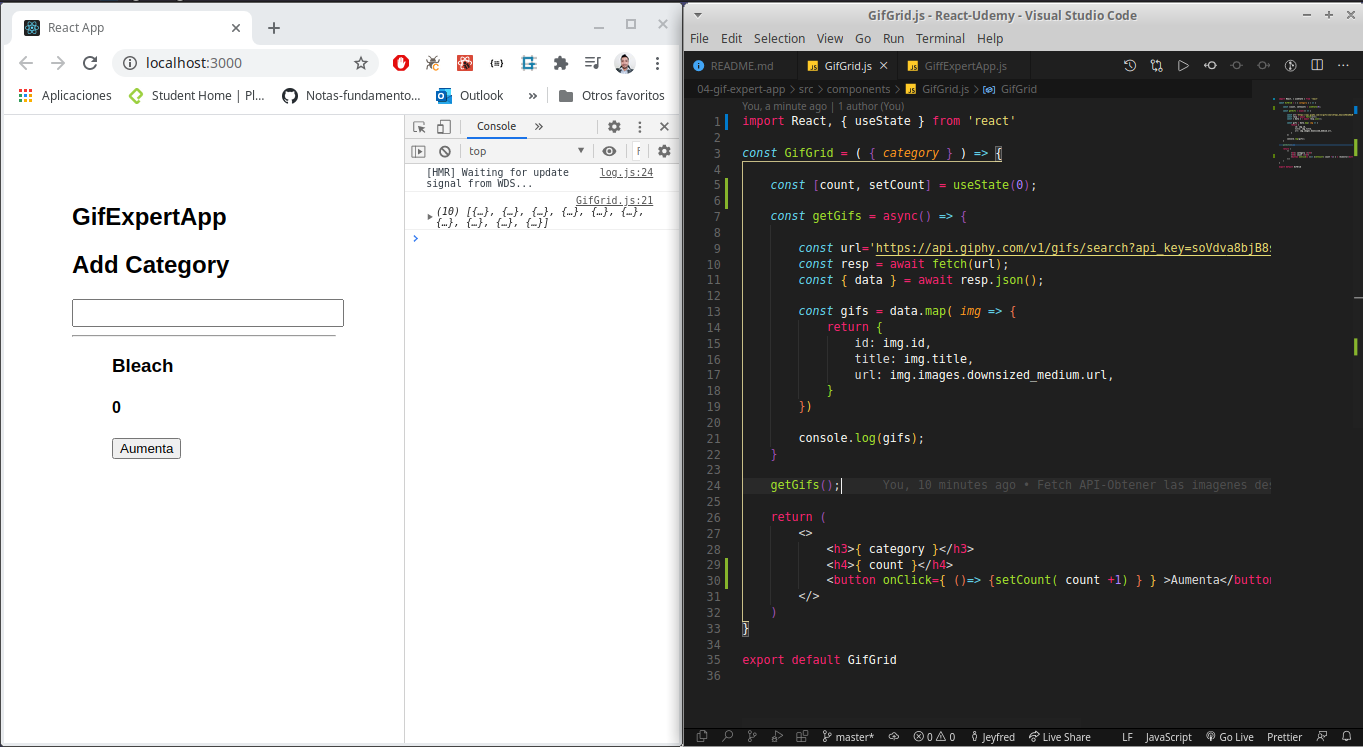 React App
localhost:3000
Aplicaciones
Student Home | Pl...
Notas-fundamento...
Outlook
»
Otros favoritos
GifExpertApp
Add Category
Bleach
0
Aumenta
Console
»
top
[HMR] Waiting for update log.js:24
signal from WDS...
GifGrid.js:21
(10) [{…}, {…}, {…}, {…}, {…}, {…},
{…}, {…}, {…}, {…}]
GifGrid.js - React-Udemy - Visual Studio Code
File Edit Selection View Go Run Terminal Help
README.md
GifGrid.js
GiffExpertApp.js
04-gif-expert-app > src > components > GifGrid.js > GifGrid
You, a minute ago | 1 author (You)
1 import React, { useState } from 'react'
2
3 const GifGrid = ( { category } ) => {
4
5 const [count, setCount] = useState(0);
6
7 const getGifs = async() => {
8
9 const url='https://api.giphy.com/v1/gifs/search?api_key=soVdva8bjB8s
10 const resp = await fetch(url);
11 const { data } = await resp.json();
12
13 const gifs = data.map( img => {
14 return {
15 id: img.id,
16 title: img.title,
17 url: img.images.downsized_medium.url,
18 }
19 })
20
21 console.log(gifs);
22 }
23
24 getGifs(); You, 10 minutes ago • Fetch API-Obtener las imagenes des
25
26 return (
27 <>
28 <h3>{ category }</h3>
29 <h4>{ count }</h4>
30 <button onClick={ ()=> {setCount( count +1) } } >Aumenta</button
31 </>
32 )
33 }
34
35 export default GifGrid
36
master* 0 0 Jeyfred Live Share LF JavaScript Go Live Prettier